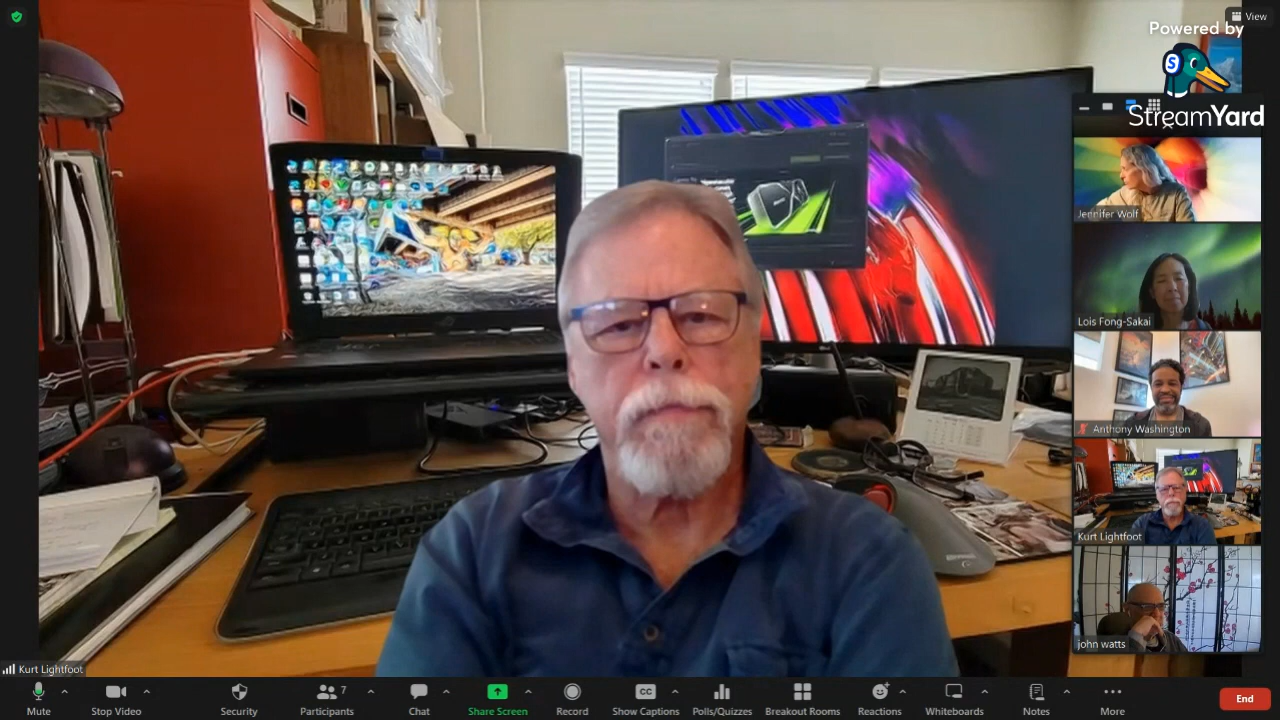 View
Powered by
S
StreamYard
Jennifer Wolf
Lois Fong-Sakai
Anthony Washington
Kurt Lightfoot
john watts
Kurt Lightfoot
Mute
Stop Video
Security
7
Participants
Chat
Share Screen
Record
CC
Show Captions
Polls/Quizzes
Breakout Rooms
Reactions
Whiteboards
Notes
More
End